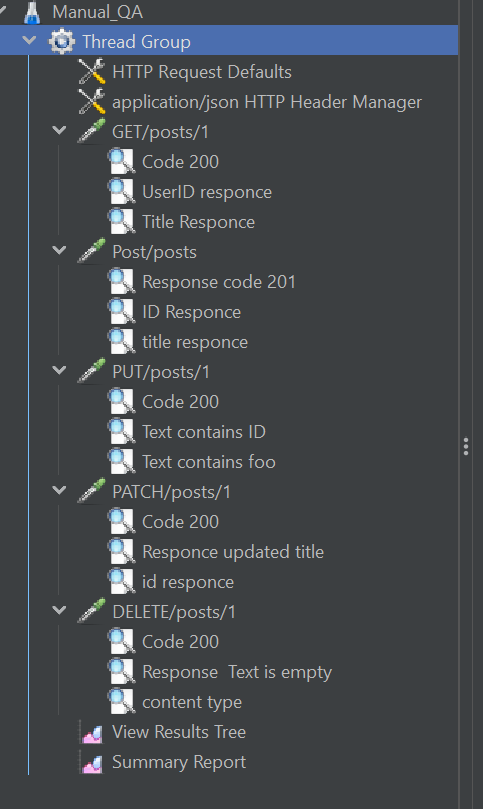 Manual_QA
Thread Group
HTTP Request Defaults
application/json HTTP Header Manager
GET/posts/1
Code 200
UserID responce
Title Responce
Post/posts
Response code 201
ID Responce
title responce
PUT/posts/1
Code 200
Text contains ID
Text contains foo
PATCH/posts/1
Code 200
Responce updated title
id responce
DELETE/posts/1
Code 200
Response  Text is empty
content type
View Results Tree
Summary Report